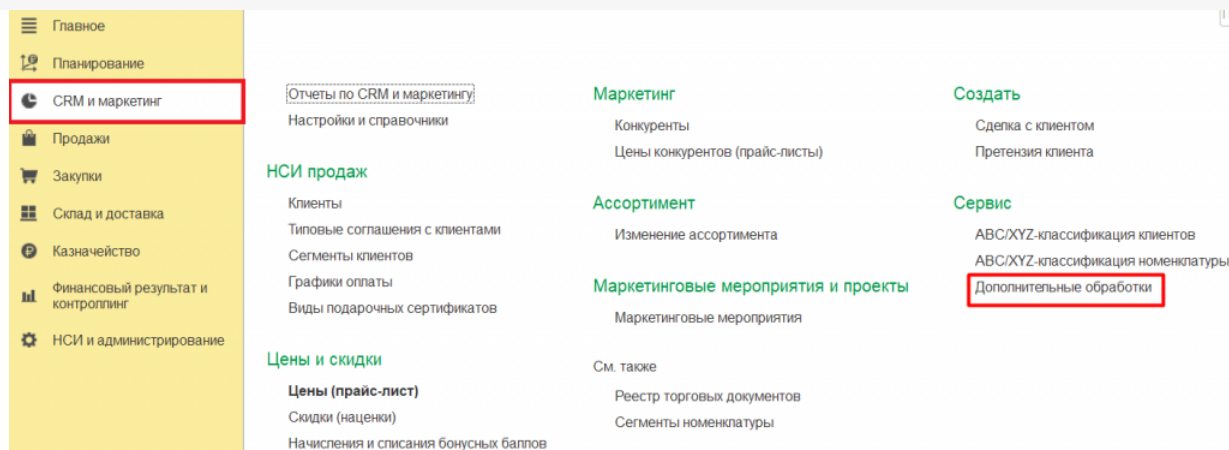 Главное
Планирование
CRM и маркетинг
Продажи
Закупки
Склад и доставка
Казначейство
Финансовый результат и
контроллинг
НСИ и администрирование
Отчеты по CRM и маркетингу
Настройки и справочники
НСИ продаж
Клиенты
Типовые соглашения с клиентами
Сегменты клиентов
Графики оплаты
Виды подарочных сертификатов
Цены и скидки
Цены (прайс-лист)
Скидки (наценки)
Начисления и списания бонусных баллов
Маркетинг
Конкуренты
Цены конкурентов (прайс-листы)
Ассортимент
Изменение ассортимента
Маркетинговые мероприятия и проекты
Маркетинговые мероприятия
См. также
Реестр торговых документов
Сегменты номенклатуры
Создать
Сделка с клиентом
Претензия клиента
Сервис
ABC/XYZ-классификация клиентов
ABC/XYZ-классификация номенклатуры
Дополнительные обработки